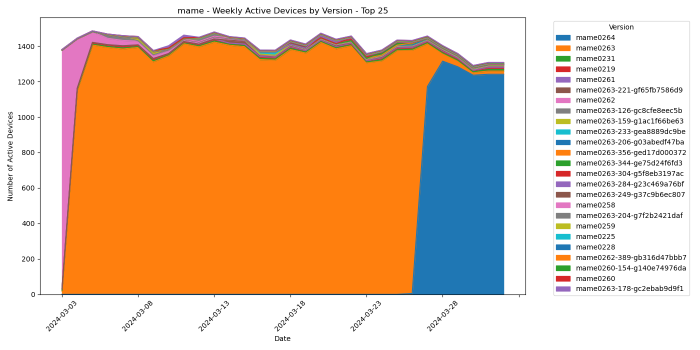 mame - Weekly Active Devices by Version - Top 25
Number of Active Devices
1400
1200
1000
800
600
400
200
0
2024-03-03
2024-03-08
2024-03-13
2024-03-18
2024-03-23
2024-03-28
Date
Version
mame0264
mame0263
mame0231
mame0219
mame0261
mame0263-221-gf65fb7586d9
mame0262
mame0263-126-gc8cfe8eec5b
mame0263-159-g1ac1f66be63
mame0263-233-gea8889dc9be
mame0263-206-g03abedf47ba
mame0263-356-ged17d000372
mame0263-344-ge75d24f6fd3
mame0263-304-g5f8eb3197ac
mame0263-284-g23c469a76bf
mame0263-249-g37c9b6ec807
mame0258
mame0263-204-g7f2b2421daf
mame0259
mame0225
mame0228
mame0262-389-gb316d47bbb7
mame0260-154-g140e74976da
mame0260
mame0263-178-gc2ebab9d9f1